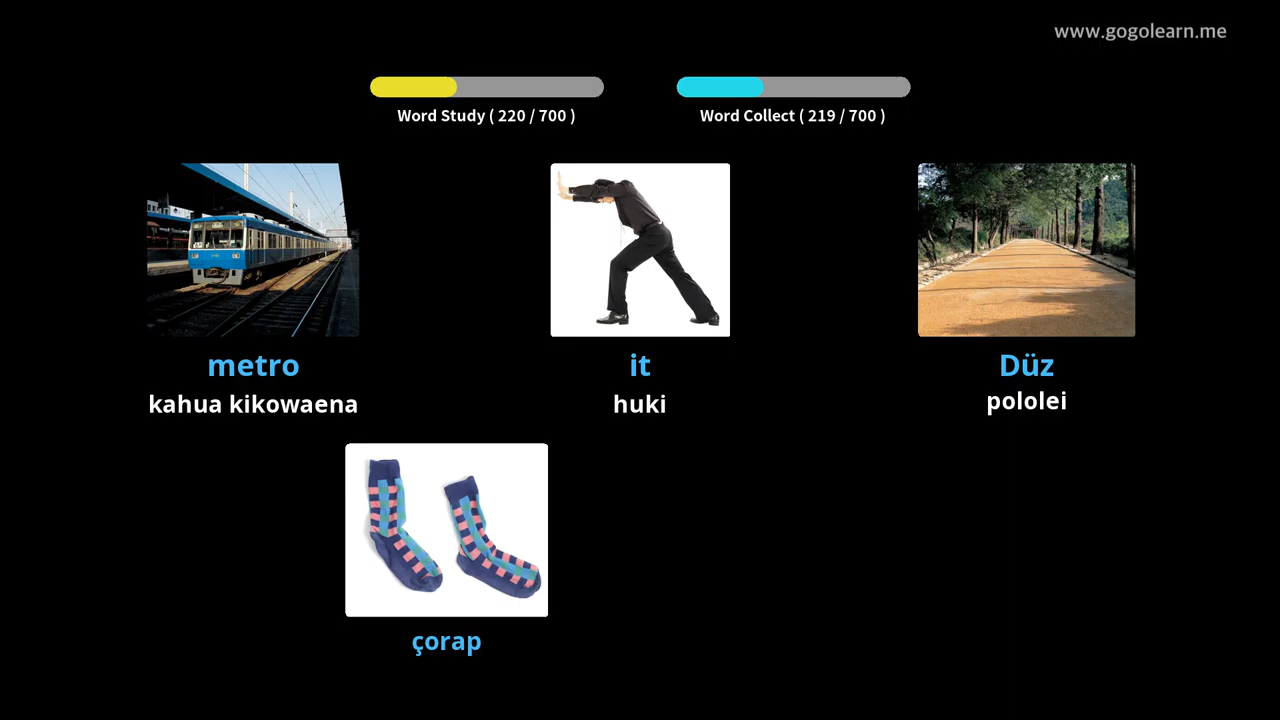 www.gogolearn.me
Word Study ( 220 / 700 )
Word Collect ( 219 / 700 )
metro
kahua kikowaena
it
huki
Düz
pololei
çorap